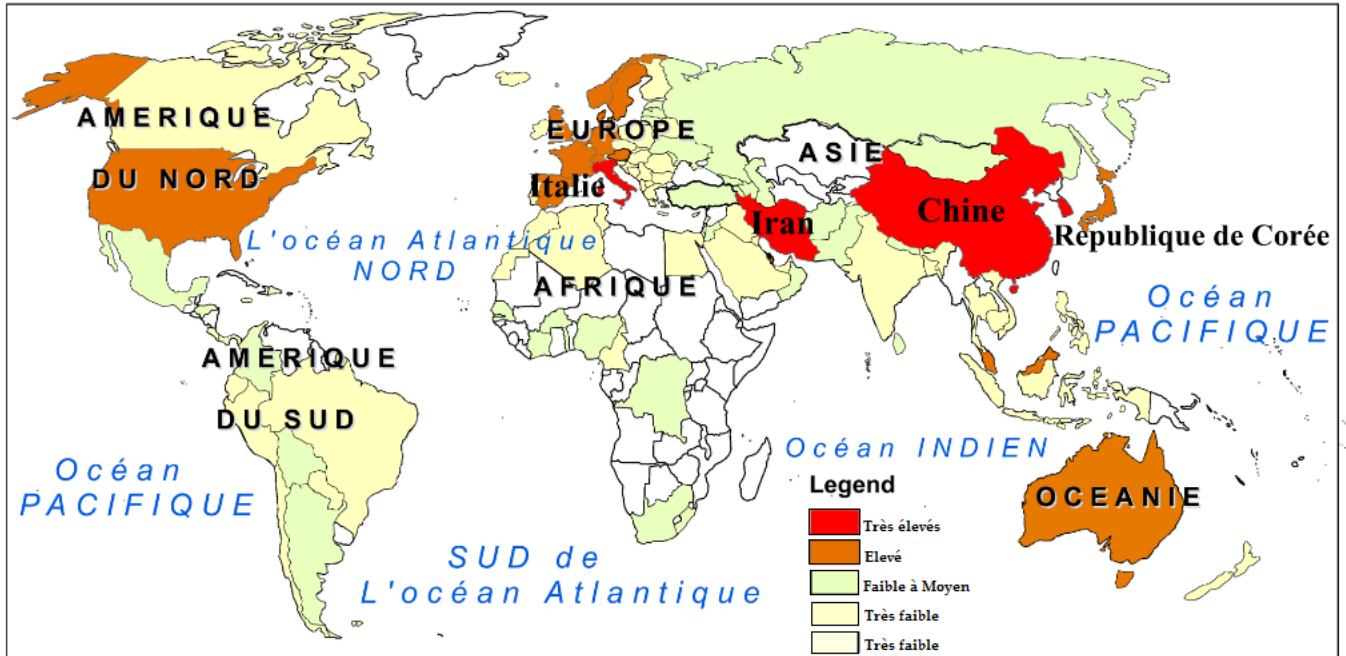 AMERIQUE
DU NORD
EUROPE
ASIE
Italie
Iran
Chine
République de Corée
L'océan Atlantique
NORD
AFRIQUE
Océan
PACIFIQUE
AMERIQUE
DU SUD
Océan
PACIFIQUE
Océan INDIEN
OCEANIE
SUD de
L'océan Atlantique
Legend
Très élevés
Elevé
Faible à Moyen
Très faible
Très faible